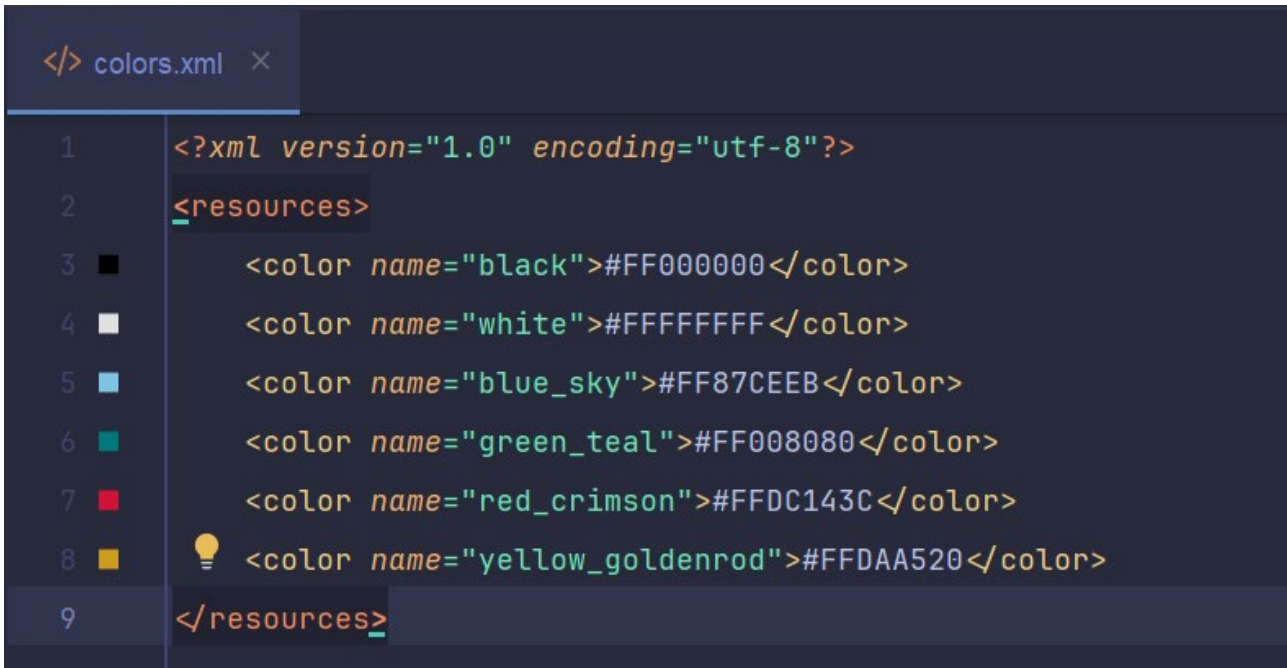 </> colors.xml ×
1 <?xml version="1.0" encoding="utf-8"?>
2 <resources>
3 <color name="black">#FF000000</color>
4 <color name="white">#FFFFFFFF</color>
5 <color name="blue_sky">#FF87CEEB</color>
6 <color name="green_teal">#FF008080</color>
7 <color name="red_crimson">#FFDC143C</color>
8 <color name="yellow_goldenrod">#FFDAA520</color>
9 </resources>